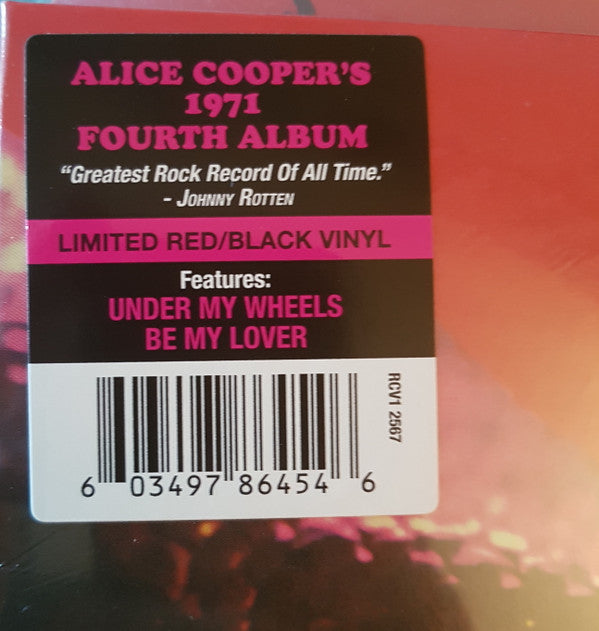 ALICE COOPER'S
1971
FOURTH ALBUM
"Greatest Rock Record Of All Time."
- JOHNNY ROTTEN
LIMITED RED/BLACK VINYL
Features:
UNDER MY WHEELS
BE MY LOVER
RCV1 2567
6 03497 86454 6